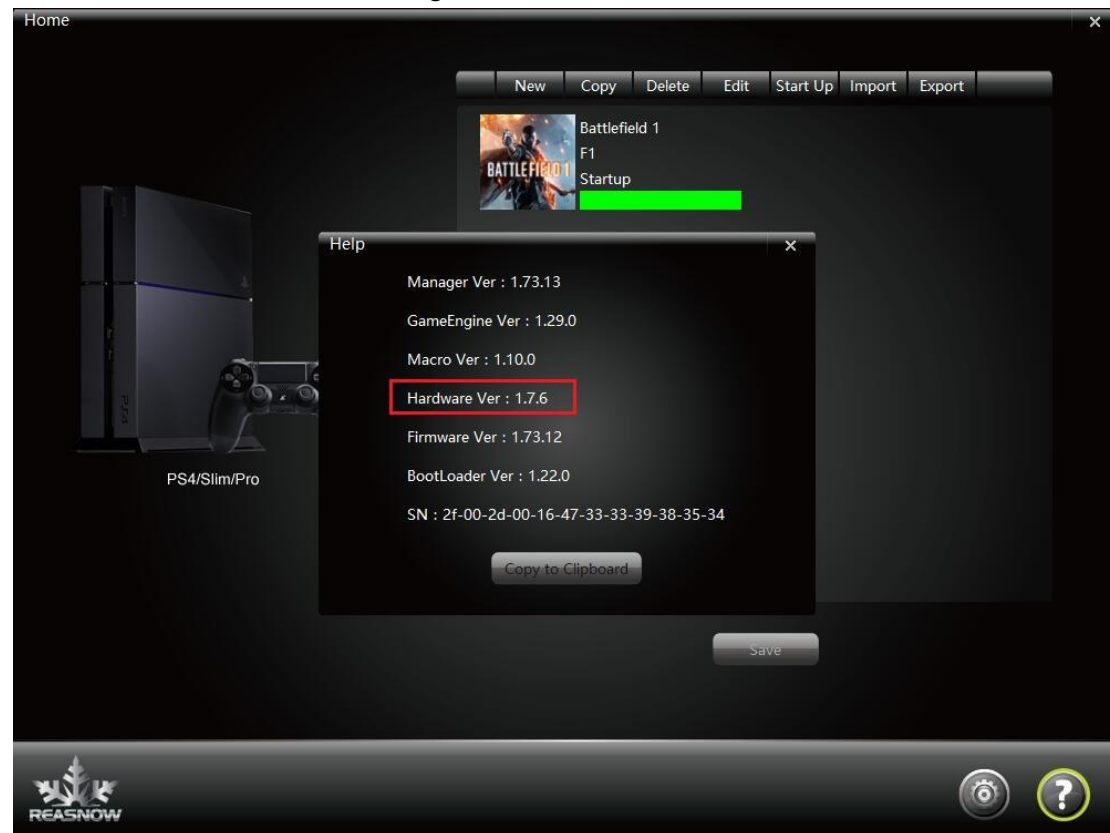 Home
New Copy Delete Edit Start Up Import Export
BATTLEFIELD 1
Battlefield 1
F1
Startup
Help
Manager Ver : 1.73.13
GameEngine Ver : 1.29.0
Macro Ver : 1.10.0
Hardware Ver : 1.7.6
Firmware Ver : 1.73.12
BootLoader Ver : 1.22.0
SN : 2f-00-2d-00-16-47-33-33-39-38-35-34
Copy to Clipboard
PS4
PS4/Slim/Pro
Save
REASNOW
?